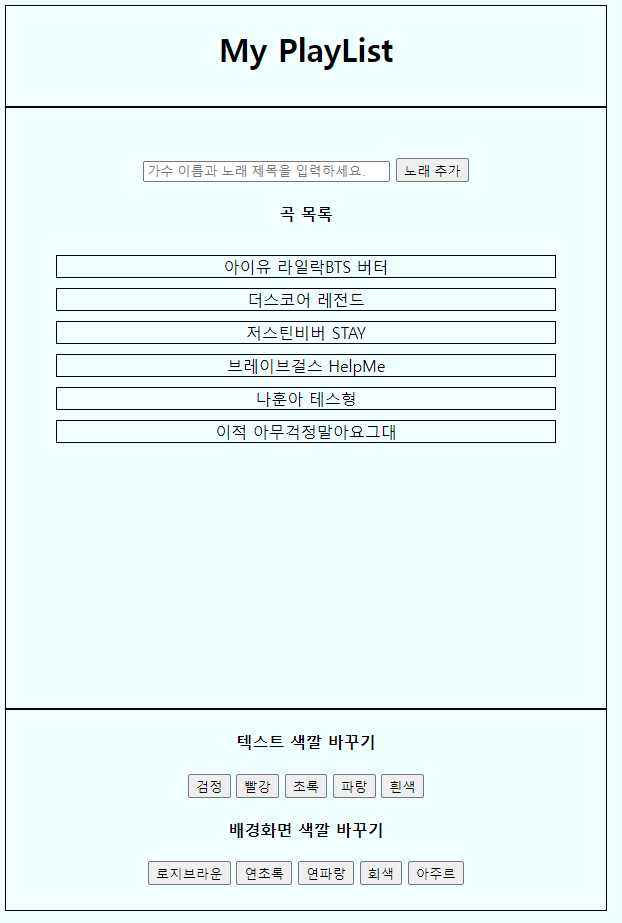 My PlayList
가수 이름과 노래 제목을 입력하세요. 노래 추가
곡 목록
아이유 라일락BTS 버터
더스코어 레전드
저스틴비버 STAY
브레이브걸스 HelpMe
나훈아 테스형
이적 아무걱정말아요그대
텍스트 색깔 바꾸기
검정 빨강 초록 파랑 흰색
배경화면 색깔 바꾸기
로지브라운 연초록 연파랑 회색 아주르